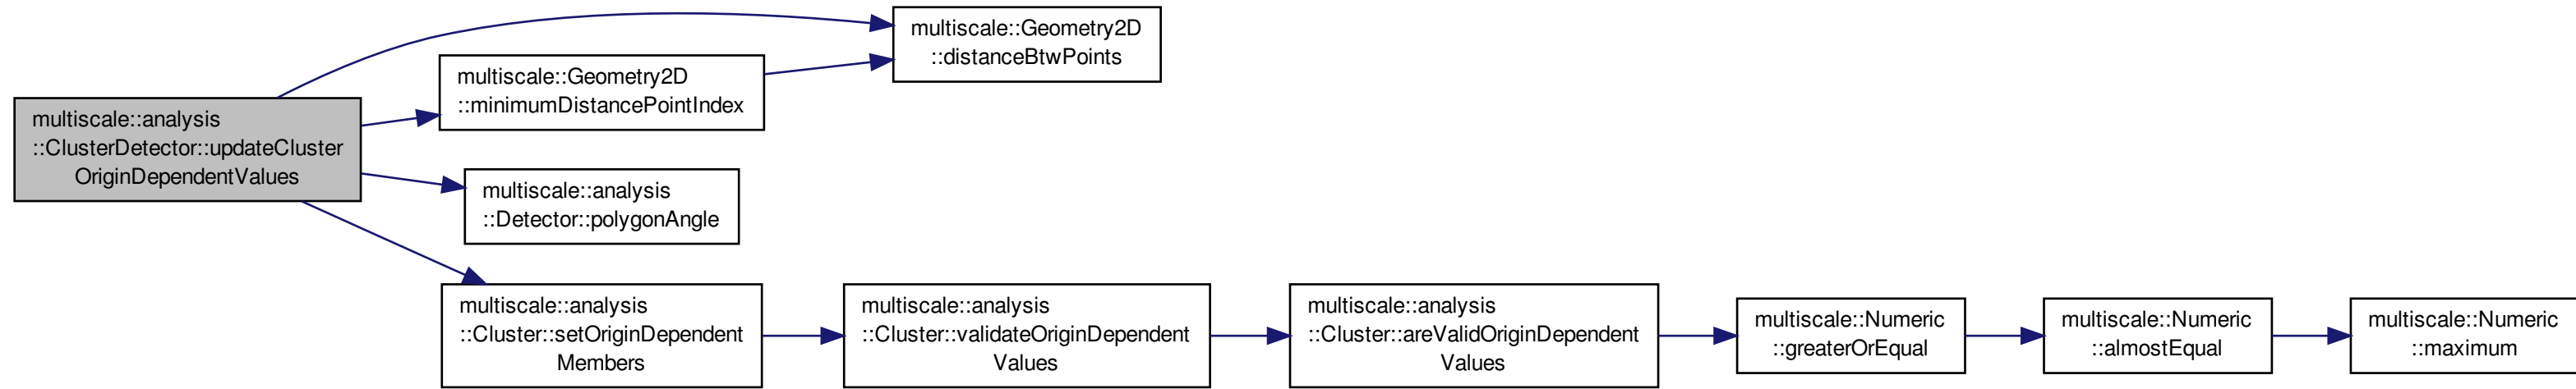 multiscale::analysis
::ClusterDetector::updateCluster
OriginDependentValues
multiscale::Geometry2D
::minimumDistancePointIndex
multiscale::Geometry2D
::distanceBtwPoints
multiscale::analysis
::Detector::polygonAngle
multiscale::analysis
::Cluster::setOriginDependent
Members
multiscale::analysis
::Cluster::validateOriginDependent
Values
multiscale::analysis
::Cluster::areValidOriginDependent
Values
multiscale::Numeric
::greaterOrEqual
multiscale::Numeric
::almostEqual
multiscale::Numeric
::maximum